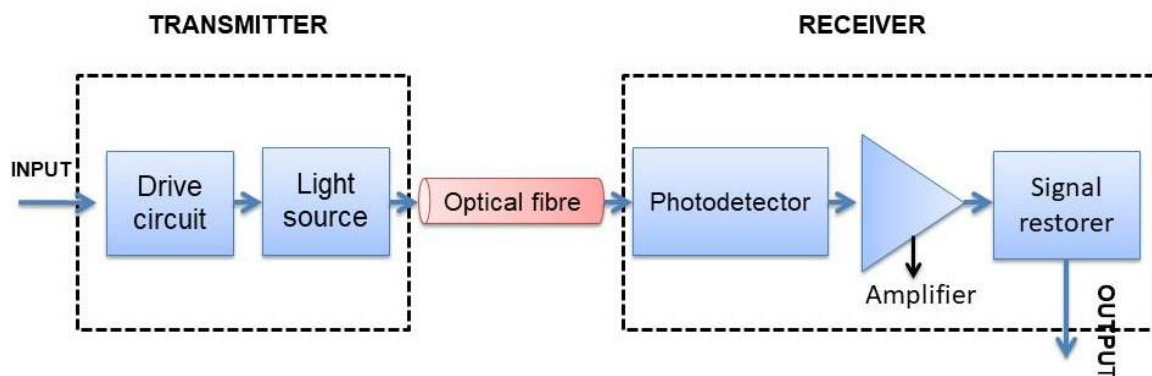 TRANSMITTER
RECEIVER
INPUT
Drive
circuit
Light
source
Optical fibre
Photodetector
Amplifier
Signal
restorer
OUTPUT